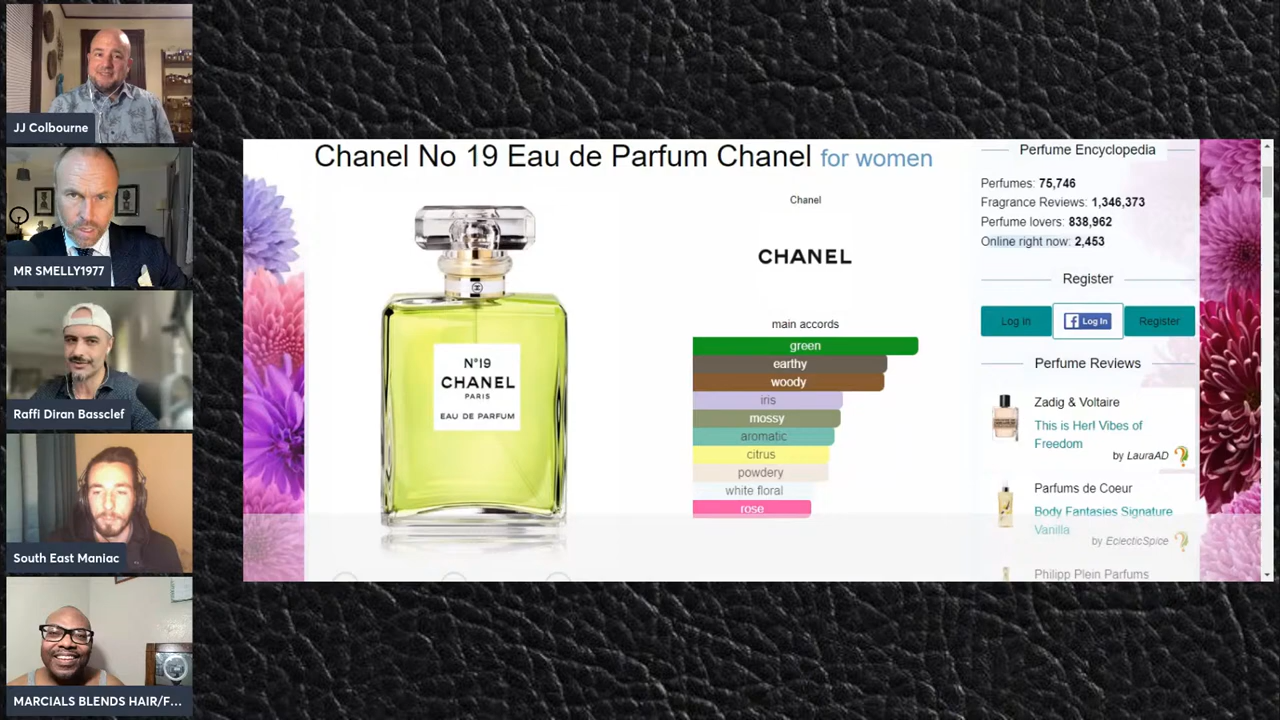 JJ Colbourne
MR SMELLY1977
Raffi Diran Bassclef
South East Maniac
MARCIALS BLENDS HAIR/F...
Chanel No 19 Eau de Parfum Chanel for women
N°19
CHANEL
PARIS
EAU DE PARFUM
Chanel
CHANEL
main accords
green
earthy
woody
iris
mossy
aromatic
citrus
powdery
white floral
rose
Perfume Encyclopedia
Perfumes: 75,746
Fragrance Reviews: 1,346,373
Perfume lovers: 838,962
Online right now: 2,453
Register
Log in
Log In
Register
Perfume Reviews
Zadig & Voltaire
This is Her! Vibes of
Freedom
by LauraAD
Parfums de Coeur
Body Fantasies Signature
Vanilla
by EclecticSpice
Philipp Plein Parfums